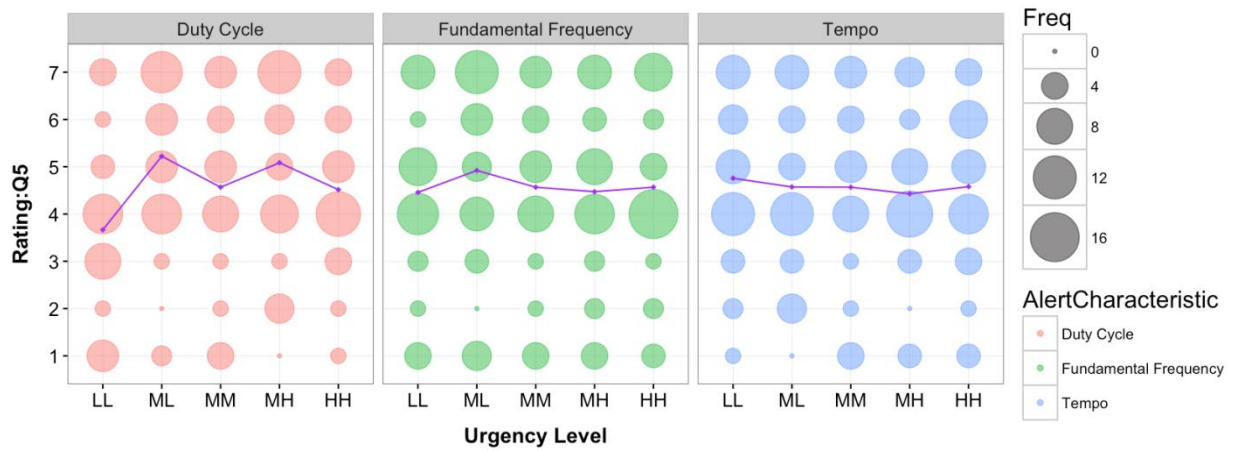 Duty Cycle
Fundamental Frequency
Tempo
Rating:Q5
7
6
5
4
3
2
1
LL ML MM MH HH
LL ML MM MH HH
LL ML MM MH HH
Urgency Level
Freq
0
4
8
12
16
AlertCharacteristic
Duty Cycle
Fundamental Frequency
Tempo